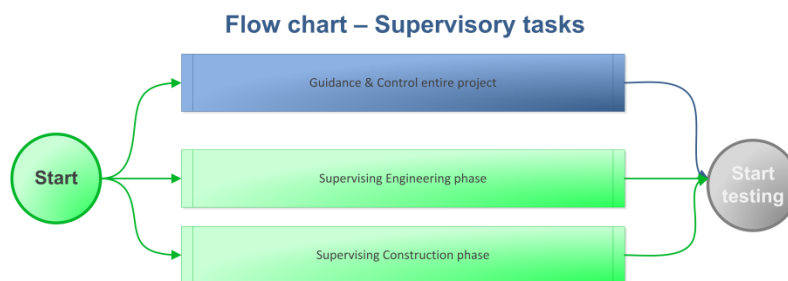 Flow chart – Supervisory tasks
Guidance & Control entire project
Start
Supervising Engineering phase
Start
testing
Supervising Construction phase